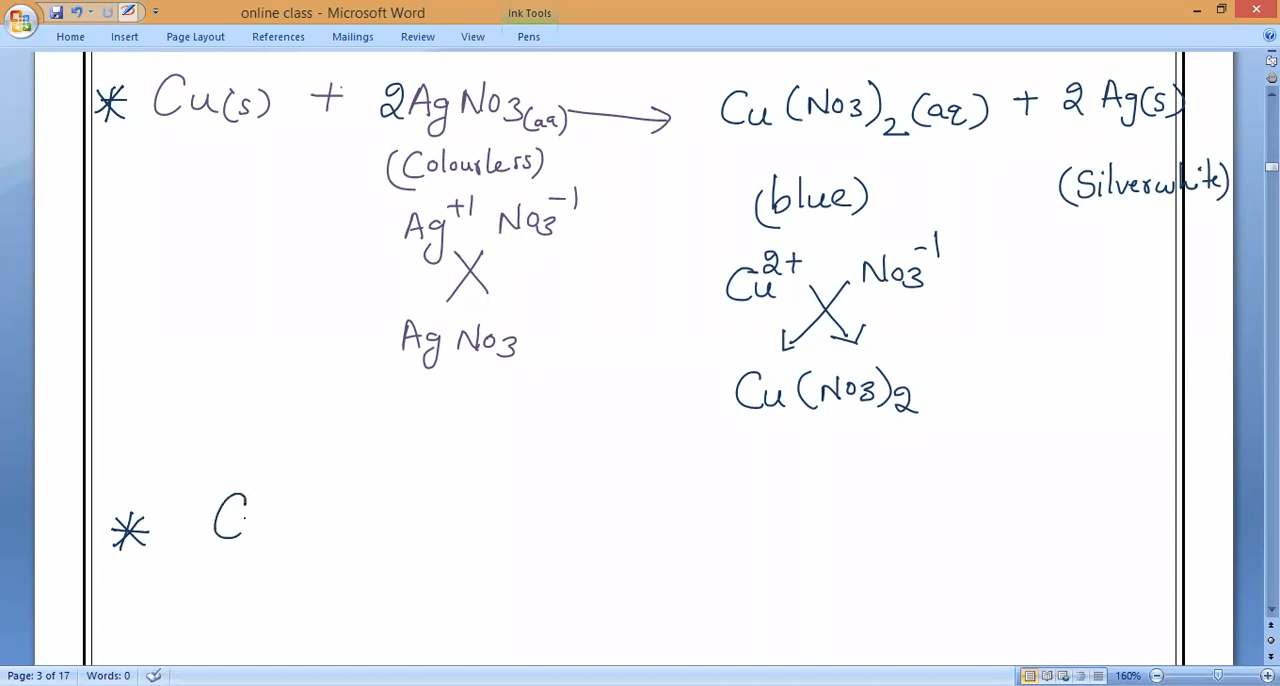 online class - Microsoft Word
Ink Tools
Home Insert Page Layout References Mailings Review View Pens
* Cu(s) + 2AgNO3(aq) → Cu(NO3)2(aq) + 2Ag(s)
(Colourless) (blue) (Silverwhite)
Ag+1 NO3-1 Cu2+ NO3-1
AgNO3 Cu(NO3)2
* C
Page: 3 of 17 Words: 0 160%